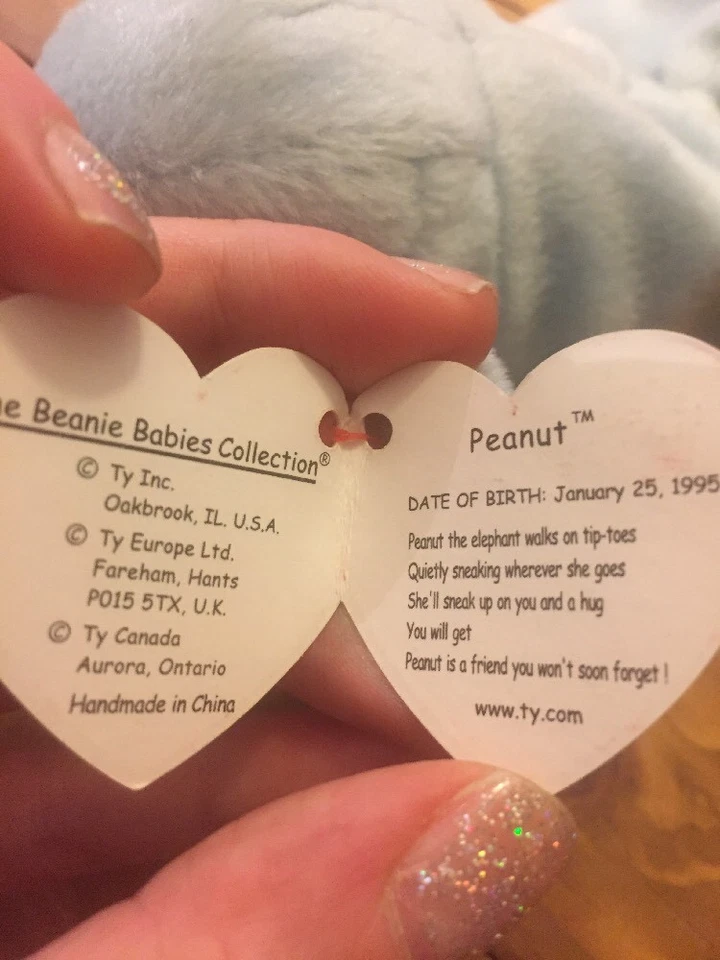 e Beanie Babies Collection®
© Ty Inc.
Oakbrook, IL. U.S.A.
© Ty Europe Ltd.
Fareham, Hants
P015 5TX, U.K.
© Ty Canada
Aurora, Ontario
Handmade in China
Peanut™
DATE OF BIRTH: January 25, 1995
Peanut the elephant walks on tip-toes
Quietly sneaking wherever she goes
She'll sneak up on you and a hug
You will get
Peanut is a friend you won't soon forget !
www.ty.com